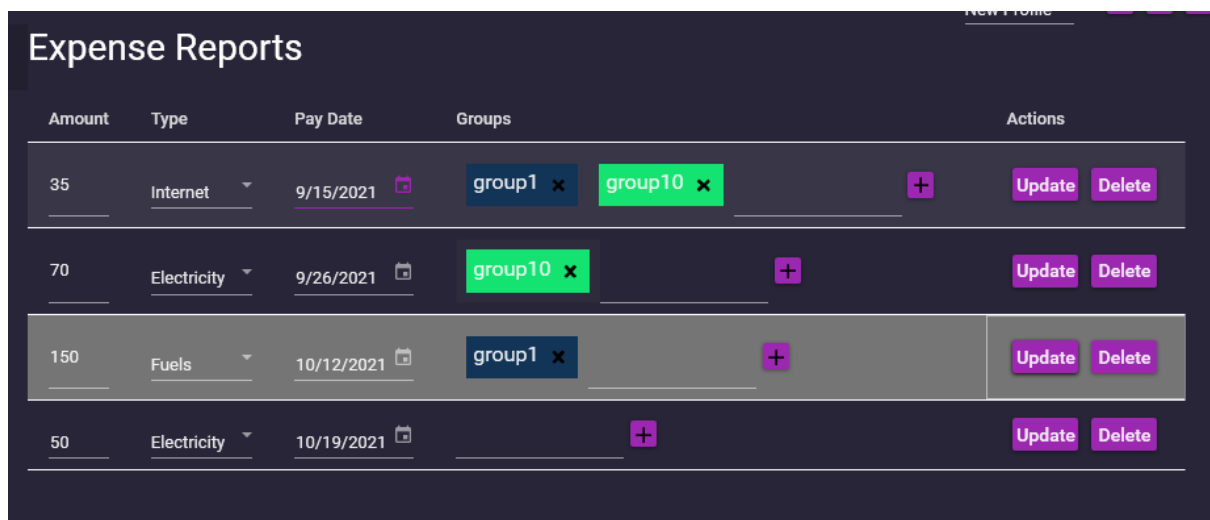 New Profile
Expense Reports
Amount Type Pay Date Groups Actions
35 Internet 9/15/2021 group1 × group10 × + Update Delete
70 Electricity 9/26/2021 group10 × + Update Delete
150 Fuels 10/12/2021 group1 × + Update Delete
50 Electricity 10/19/2021 + Update Delete